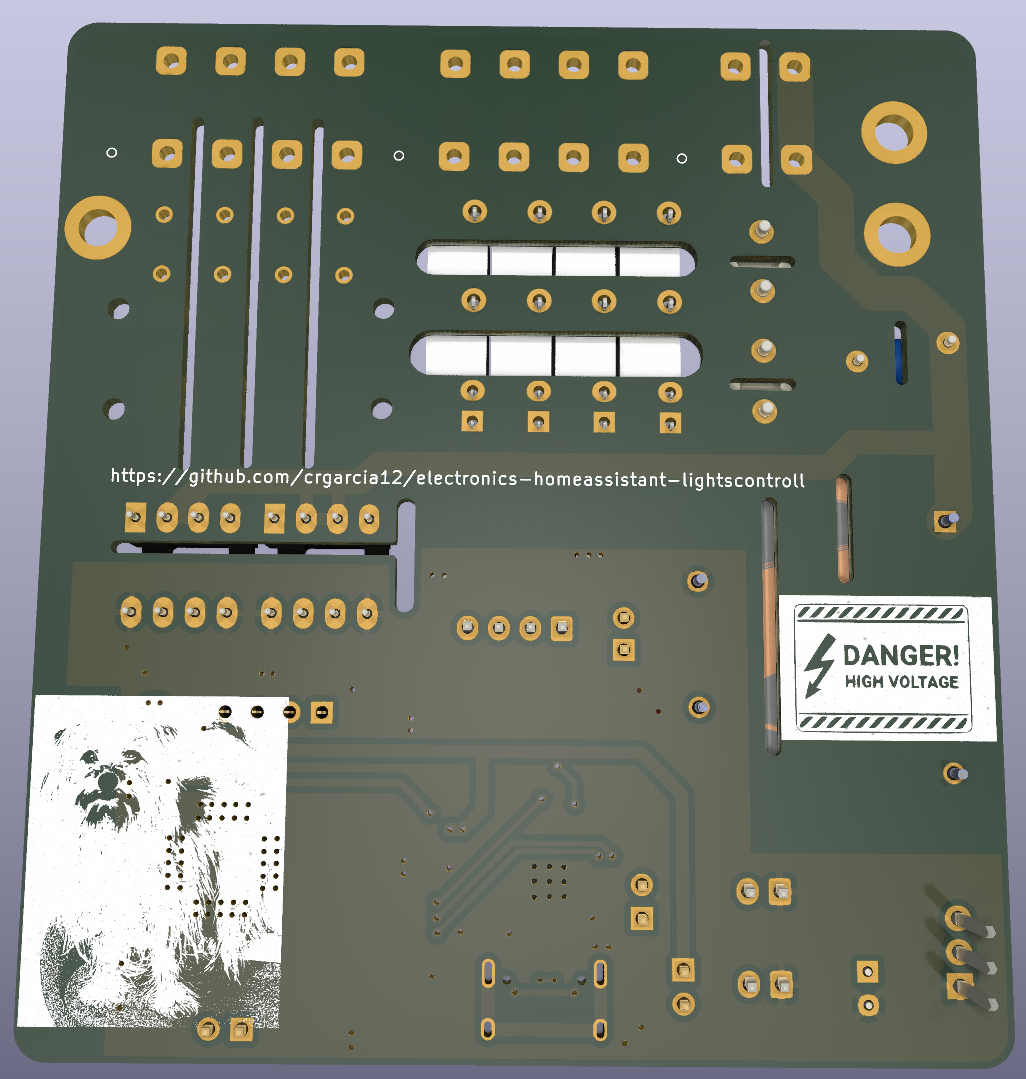 https://github.com/crgarcia12/electronics-homeassistant-lightscontroll
DANGER!
HIGH VOLTAGE